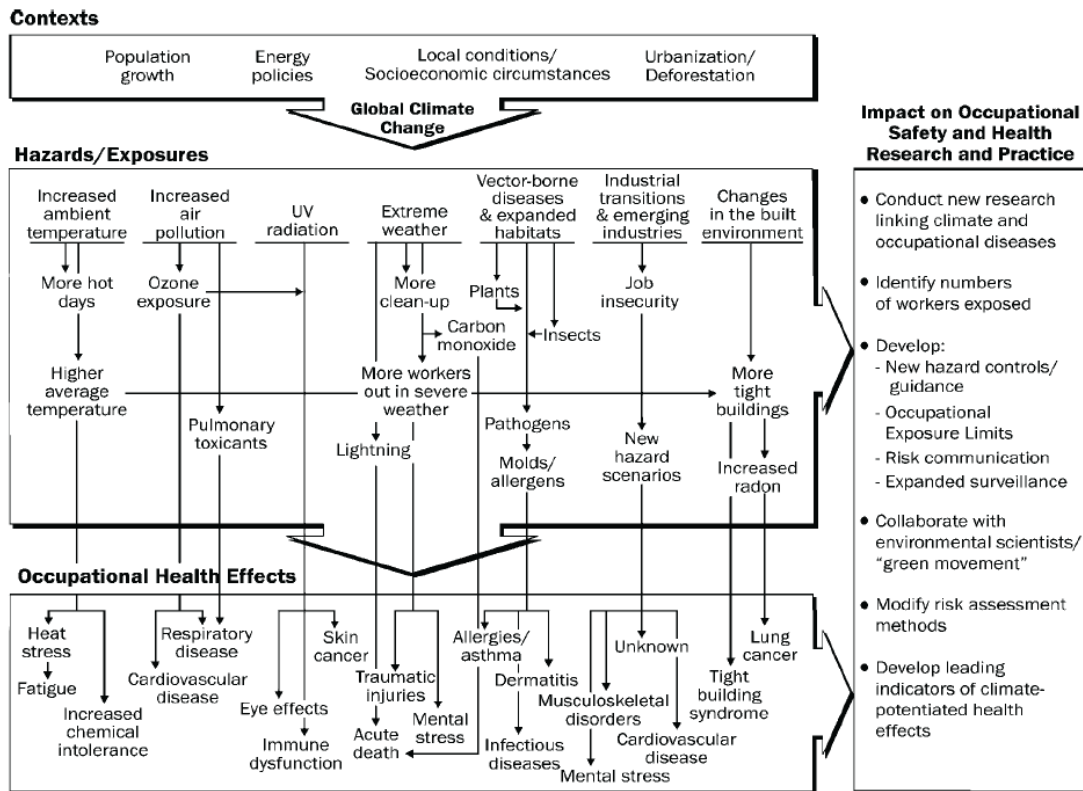 Contexts
Population
growth
Energy
policies
Local conditions/
Socioeconomic circumstances
Urbanization/
Deforestation
Global Climate
Change
Hazards/Exposures
Increased
ambient
temperature
Increased
air
pollution
UV
radiation
Extreme
weather
Vector-borne
diseases
& expanded
habitats
Industrial
transitions
& emerging
industries
Changes
in the built
environment
More hot
days
Ozone
exposure
More
clean-up
Plants
Job
insecurity
Carbon
monoxide
Insects
Higher
average
temperature
More workers
out in severe
weather
More
tight
buildings
Pulmonary
toxicants
Lightning
Pathogens
Molds/
allergens
New
hazard
scenarios
Increased
radon
Occupational Health Effects
Heat
stress
Fatigue
Increased
chemical
intolerance
Respiratory
disease
Cardiovascular
disease
Skin
cancer
Eye effects
Immune
dysfunction
Traumatic
injuries
Acute
death
Mental
stress
Allergies/
asthma
Dermatitis
Infectious
diseases
Unknown
Musculoskeletal
disorders
Cardiovascular
disease
Mental stress
Tight
building
syndrome
Lung
cancer
Impact on Occupational
Safety and Health
Research and Practice
● Conduct new research
linking climate and
occupational diseases
● Identify numbers
of workers exposed
● Develop:
- New hazard controls/
guidance
- Occupational
Exposure Limits
- Risk communication
- Expanded surveillance
● Collaborate with
environmental scientists/
“green movement”
● Modify risk assessment
methods
● Develop leading
indicators of climate-
potentiated health
effects